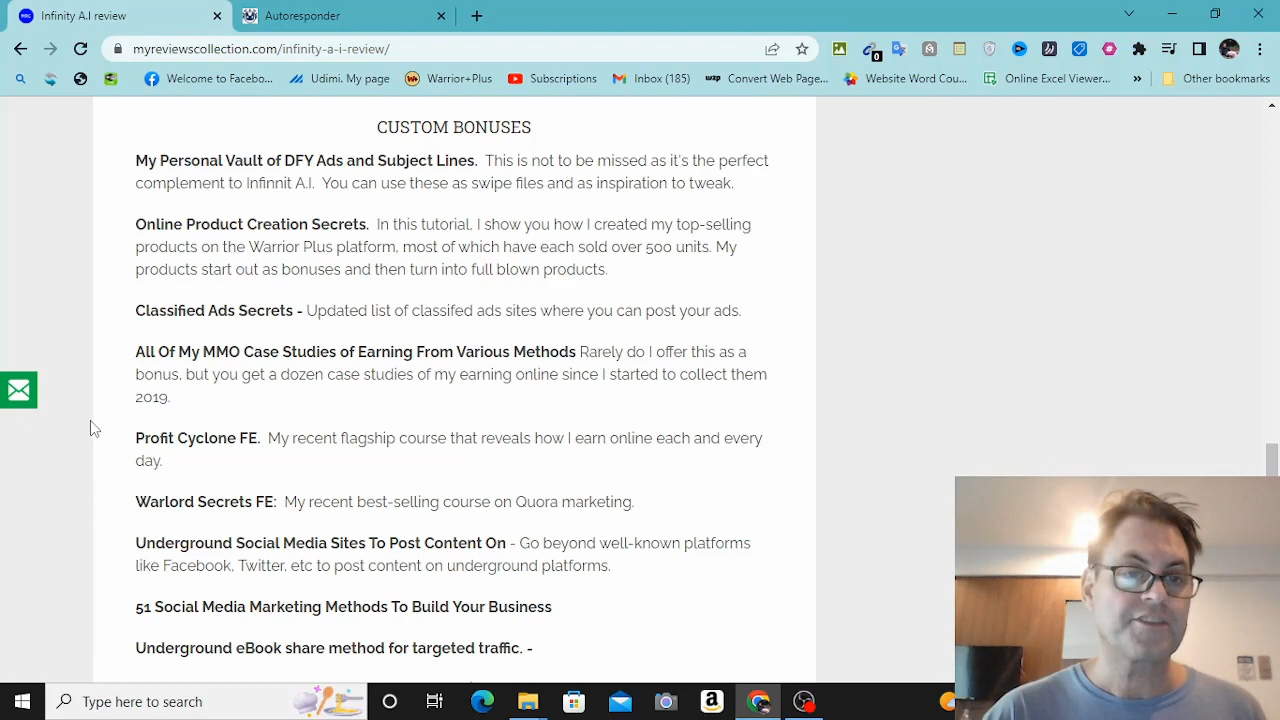 Infinity A.I review
Autoresponder
myreviewscollection.com/infinity-a-i-review/
0
Welcome to Facebo...
Udimi. My page
Warrior+Plus
Subscriptions
Inbox (185)
Convert Web Page...
Website Word Cou...
Online Excel Viewer...
Other bookmarks
CUSTOM BONUSES
My Personal Vault of DFY Ads and Subject Lines. This is not to be missed as it's the perfect
complement to Infinnit A.I. You can use these as swipe files and as inspiration to tweak.
Online Product Creation Secrets. In this tutorial, I show you how I created my top-selling
products on the Warrior Plus platform, most of which have each sold over 500 units. My
products start out as bonuses and then turn into full blown products.
Classified Ads Secrets - Updated list of classifed ads sites where you can post your ads.
All Of My MMO Case Studies of Earning From Various Methods Rarely do I offer this as a
bonus, but you get a dozen case studies of my earning online since I started to collect them
2019.
Profit Cyclone FE. My recent flagship course that reveals how I earn online each and every
day.
Warlord Secrets FE: My recent best-selling course on Quora marketing.
Underground Social Media Sites To Post Content On - Go beyond well-known platforms
like Facebook, Twitter, etc to post content on underground platforms.
51 Social Media Marketing Methods To Build Your Business
Underground eBook share method for targeted traffic. -
Type here to search